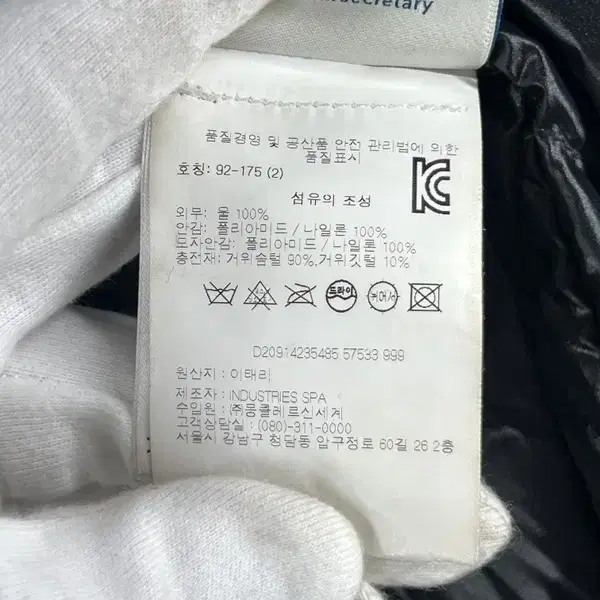 품질경영 및 공산품 안전 관리법에 의한
품질표시
호칭: 92-175 (2)
섬유의 조성
외무: 울 100%
안감: 폴리아미드 / 나일론 100%
모자안감: 폴리아미드 / 나일론 100%
충전재: 거위솜털 90%,거위깃털 10%
드라이
뉘어서
D20914235485 57533 999
원산지 : 이태리
제조자 : INDUSTRIES SPA
수입원 : ㈜몽클레르신세계
고객상담실 : (080)-311-0000
서울시 강남구 청담동 압구정로 60길 26 2층